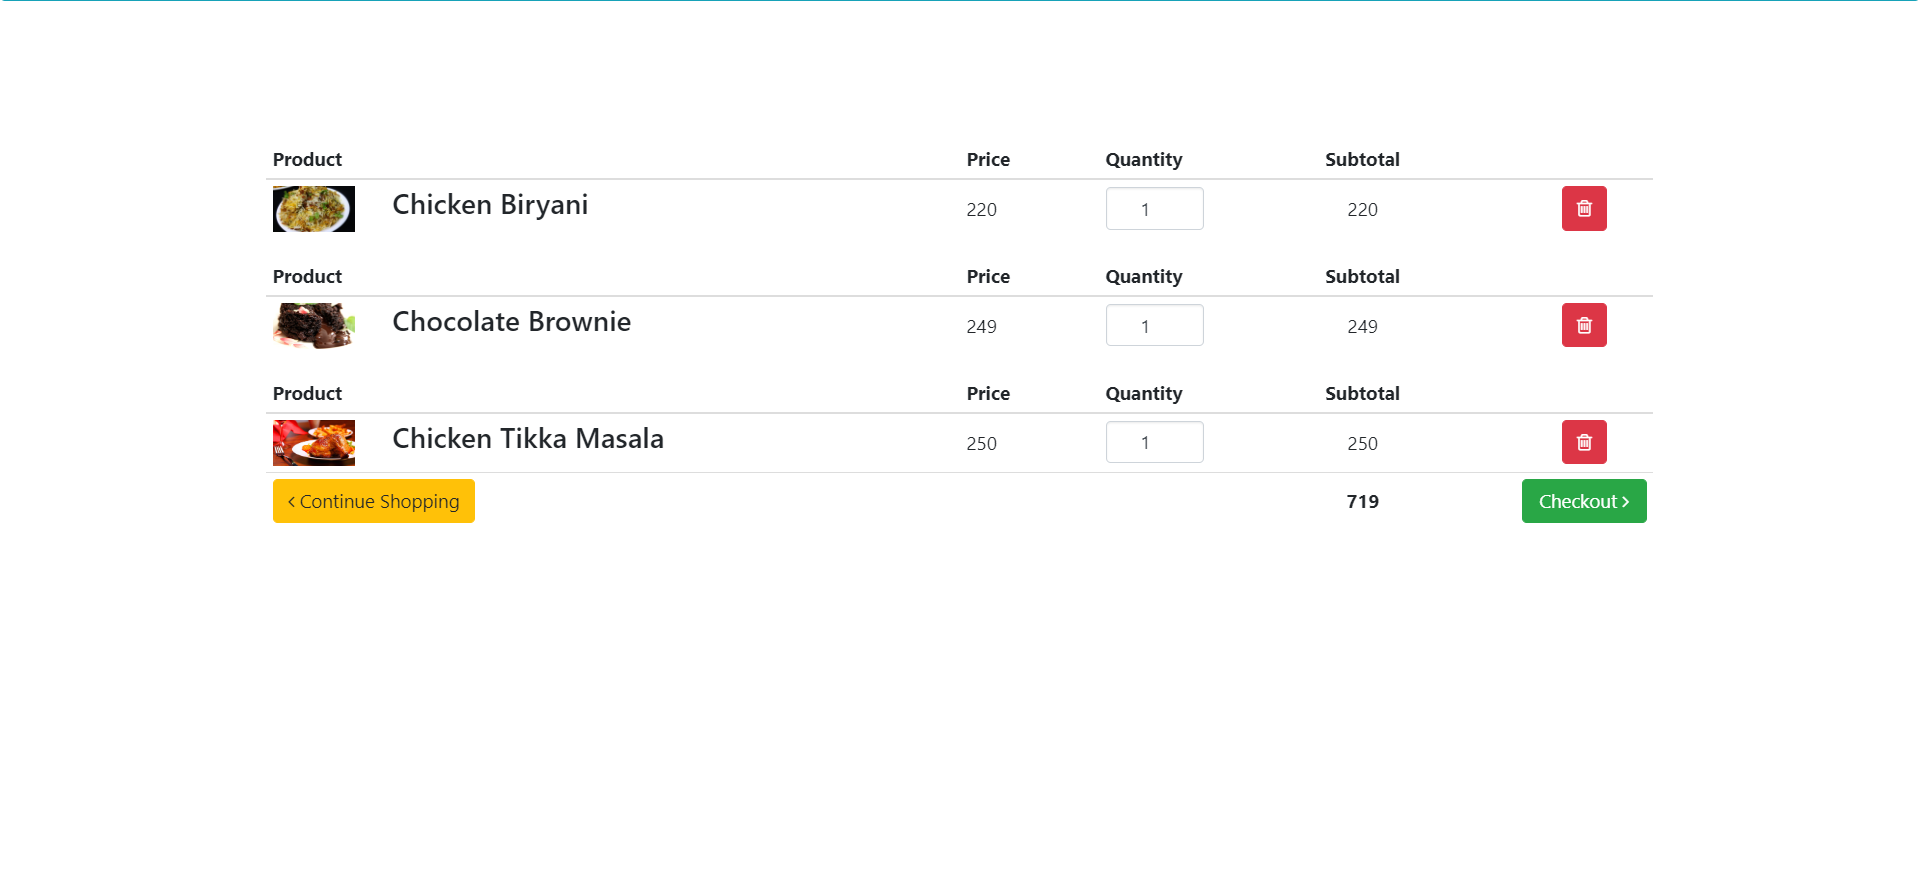 Product Price Quantity Subtotal
Chicken Biryani 220 1 220
Product Price Quantity Subtotal
Chocolate Brownie 249 1 249
Product Price Quantity Subtotal
Chicken Tikka Masala 250 1 250
Continue Shopping 719 Checkout